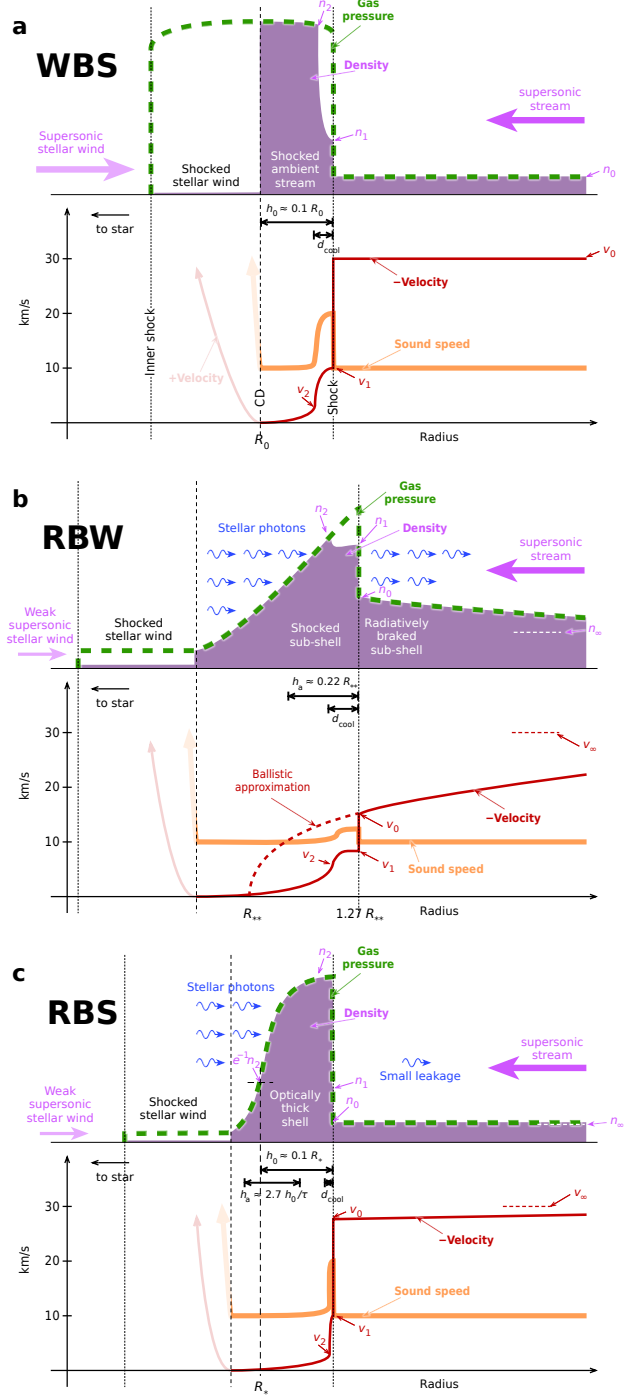 a
WBS
n2
Gas
pressure
Density
n1
supersonic
stream
Supersonic
stellar wind
Shocked
stellar wind
Shocked
ambient
stream
n0
to star
h0 ≈ 0.1 R0
dcool
30
20
10
km/s
v0
−Velocity
Sound speed
+Velocity
Inner shock
CD
Shock
v2
v1
R0
Radius
b
RBW
Gas
pressure
n2
Stellar photons
n1
Density
supersonic
stream
Weak
supersonic
stellar wind
Shocked
stellar wind
n0
Shocked
sub-shell
Radiatively
braked
sub-shell
n∞
to star
ha ≈ 0.22 R**
dcool
30
20
10
km/s
v∞
Ballistic
approximation
−Velocity
v0
v2
v1
Sound speed
R**
1.27 R**
Radius
c
RBS
n2
Gas
pressure
Stellar photons
Density
supersonic
stream
e−1n2
Small leakage
n1
n0
Weak
supersonic
stellar wind
Shocked
stellar wind
Optically
thick
shell
n∞
to star
h0 ≈ 0.1 R*
ha ≈ 2.7 h0/τ
dcool
30
20
10
km/s
v∞
v0
−Velocity
Sound speed
v2
v1
R*
Radius